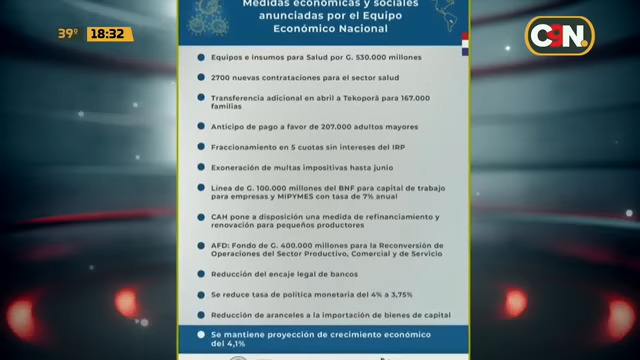 Medidas económicas y sociales
anunciadas por el Equipo
Económico Nacional
39º
18:32
C9N
Equipos e insumos para Salud por G. 530.000 millones
2700 nuevas contrataciones para el sector salud
Transferencia adicional en abril a Tekoporã para 167.000
familias
Anticipo de pago a favor de 207.000 adultos mayores
Fraccionamiento en 5 cuotas sin intereses del IRP
Exoneración de multas impositivas hasta junio
Línea de G. 100.000 millones del BNF para capital de trabajo
para empresas y MIPYMES con tasa de 7% anual
CAH pone a disposición una medida de refinanciamiento y
renovación para pequeños productores
AFD: Fondo de G. 400.000 millones para la Reconversión de
Operaciones del Sector Productivo, Comercial y de Servicio
Reducción del encaje legal de bancos
Se reduce tasa de política monetaria del 4% a 3,75%
Reducción de aranceles a la importación de bienes de capital
Se mantiene proyección de crecimiento económico
del 4,1%